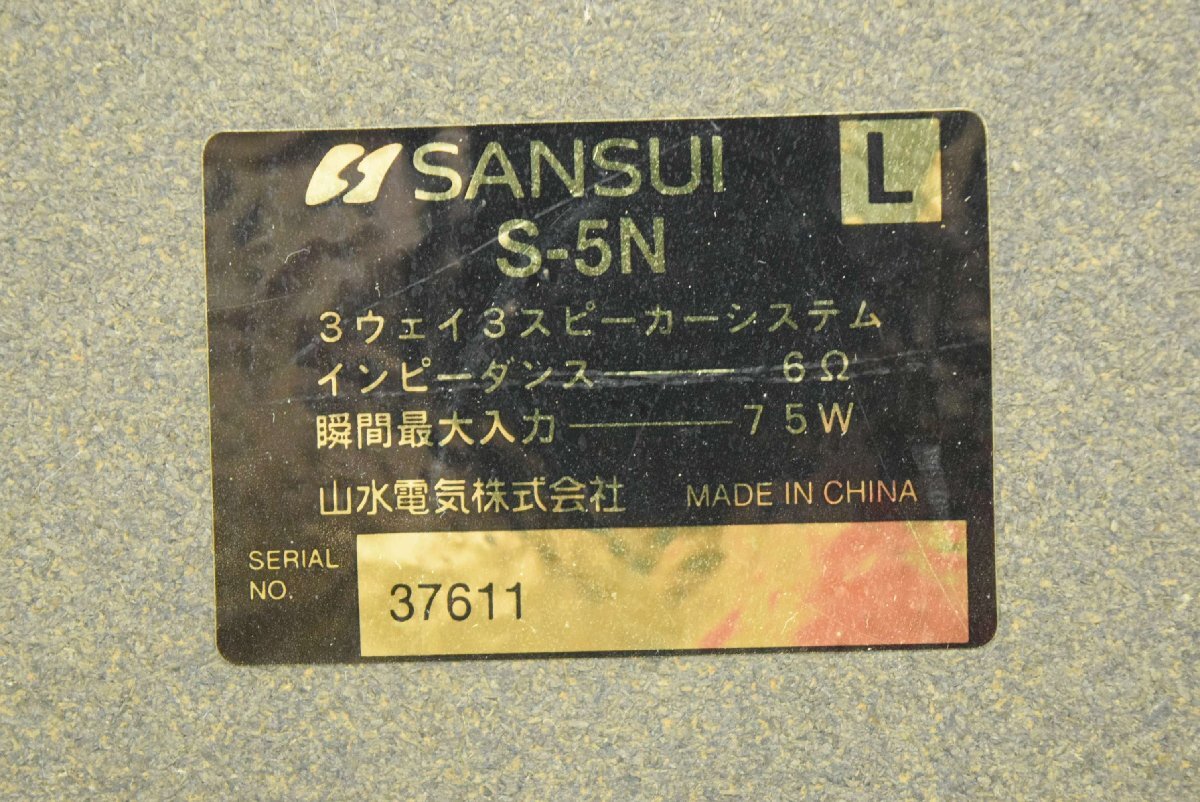 SANSUI L
S-5N
3ウェイ3スピーカーシステム
インピーダンス——— 6Ω
瞬間最大入力———75W
山水電気株式会社 MADE IN CHINA
SERIAL NO. 37611